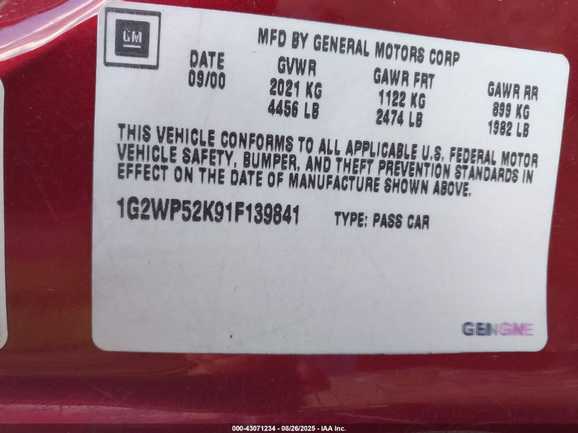 GM
MFD BY GENERAL MOTORS CORP
DATE GVWR GAWR FRT GAWR RR
09/00 2021 KG 1122 KG 899 KG
4456 LB 2474 LB 1982 LB
THIS VEHICLE CONFORMS TO ALL APPLICABLE U.S. FEDERAL MOTOR
VEHICLE SAFETY, BUMPER, AND THEFT PREVENTION STANDARDS IN
EFFECT ON THE DATE OF MANUFACTURE SHOWN ABOVE.
1G2WP52K91F139841 TYPE: PASS CAR
000-43071234 - 08/26/2025 - IAA Inc.